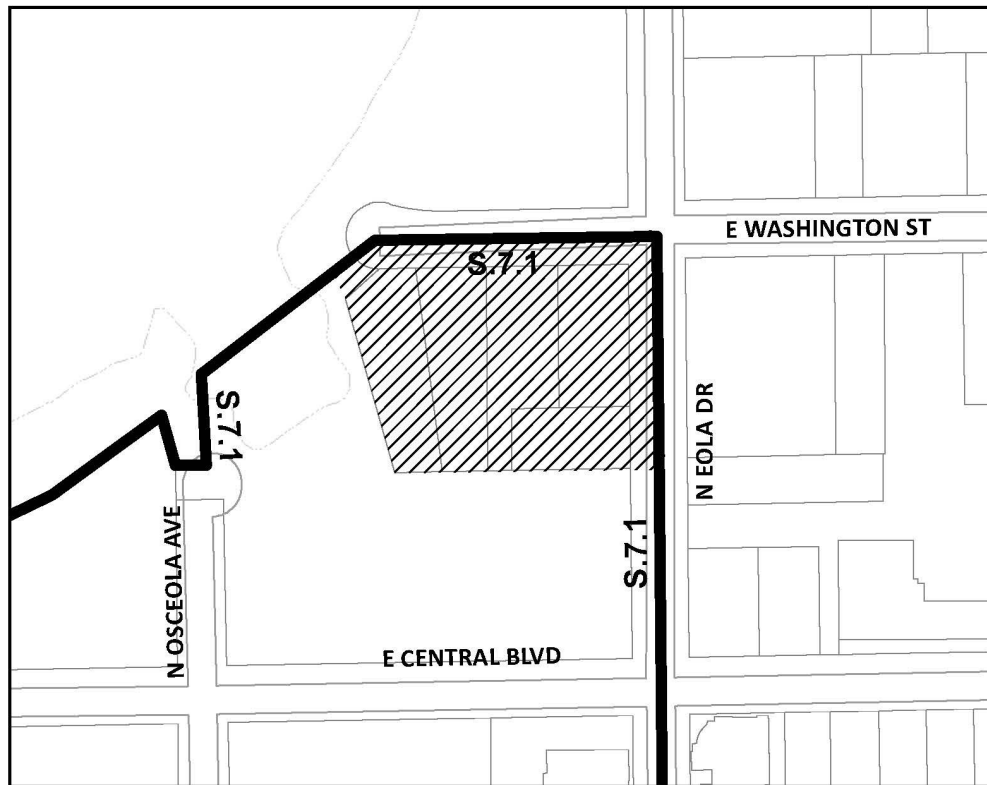 E WASHINGTON ST
S.7.1
S.7.1
N EOLA DR
S.7.1
N OSCEOLA AVE
E CENTRAL BLVD